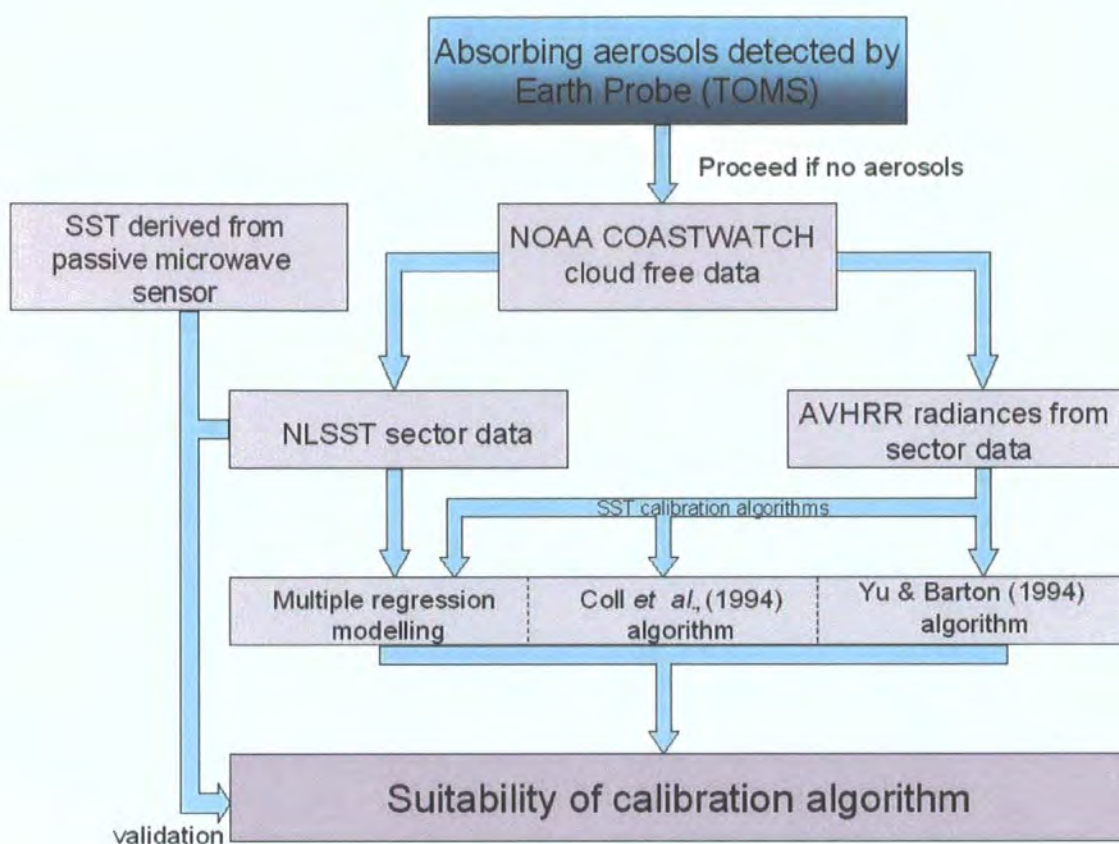 Absorbing aerosols detected by
Earth Probe (TOMS)
Proceed if no aerosols
SST derived from
passive microwave
sensor
NOAA COASTWATCH
cloud free data
NLSST sector data
AVHRR radiances from
sector data
SST calibration algorithms
Multiple regression
modelling
Coll et al., (1994)
algorithm
Yu & Barton (1994)
algorithm
Suitability of calibration algorithm
validation